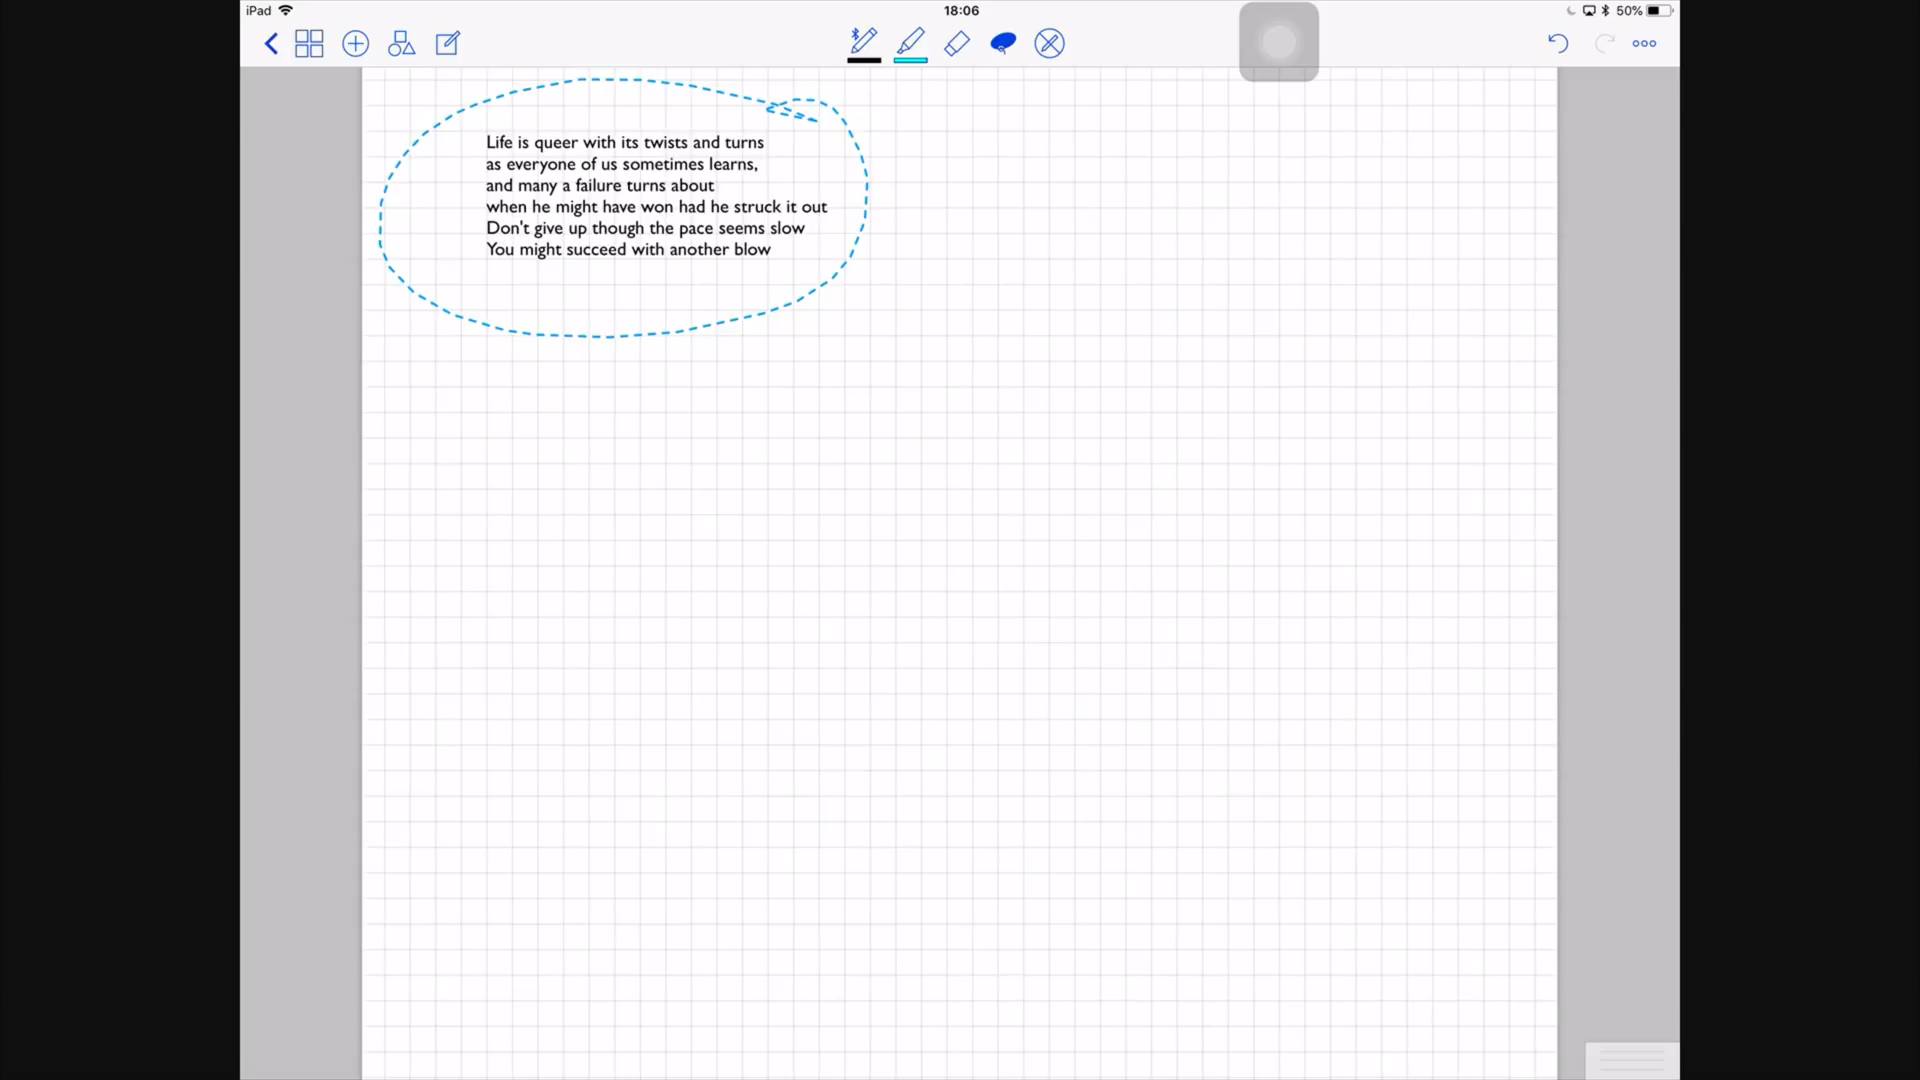 iPad
18:06
50%
Life is queer with its twists and turns
as everyone of us sometimes learns,
and many a failure turns about
when he might have won had he struck it out
Don't give up though the pace seems slow
You might succeed with another blow